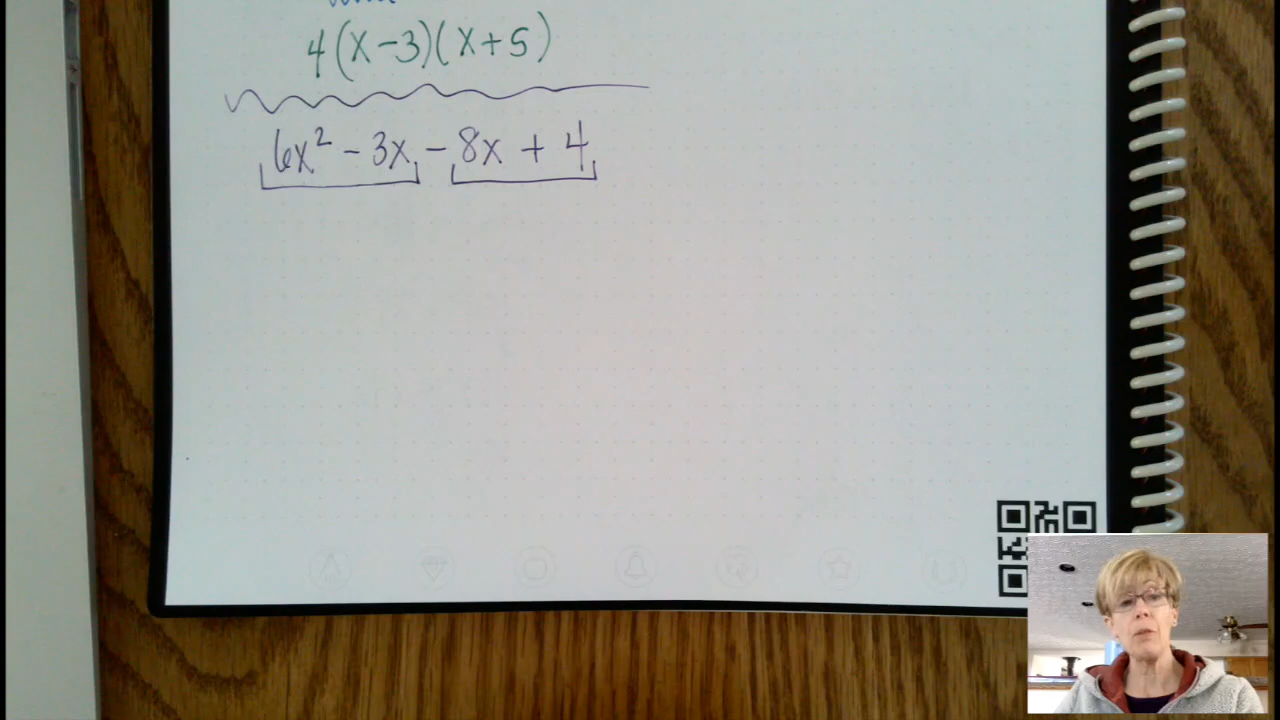 4(x-3)(x+5)
6x² - 3x - 8x + 4